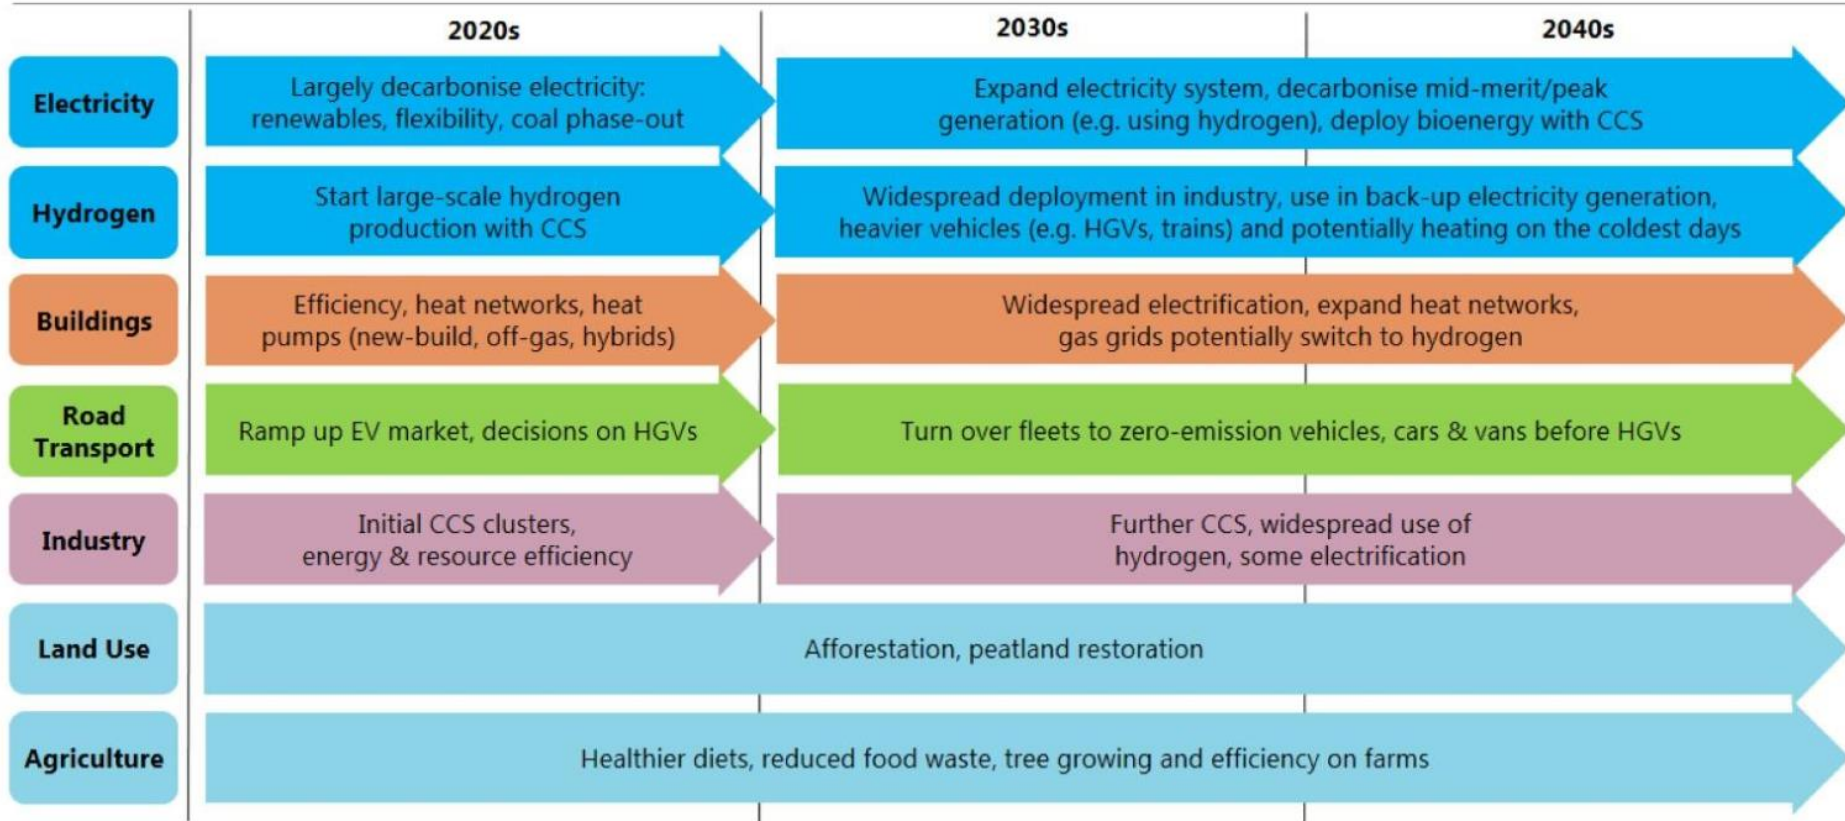 2020s
2030s
2040s
Electricity
Largely decarbonise electricity:
renewables, flexibility, coal phase-out
Expand electricity system, decarbonise mid-merit/peak
generation (e.g. using hydrogen), deploy bioenergy with CCS
Hydrogen
Start large-scale hydrogen
production with CCS
Widespread deployment in industry, use in back-up electricity generation,
heavier vehicles (e.g. HGVs, trains) and potentially heating on the coldest days
Buildings
Efficiency, heat networks, heat
pumps (new-build, off-gas, hybrids)
Widespread electrification, expand heat networks,
gas grids potentially switch to hydrogen
Road
Transport
Ramp up EV market, decisions on HGVs
Turn over fleets to zero-emission vehicles, cars & vans before HGVs
Industry
Initial CCS clusters,
energy & resource efficiency
Further CCS, widespread use of
hydrogen, some electrification
Land Use
Afforestation, peatland restoration
Agriculture
Healthier diets, reduced food waste, tree growing and efficiency on farms